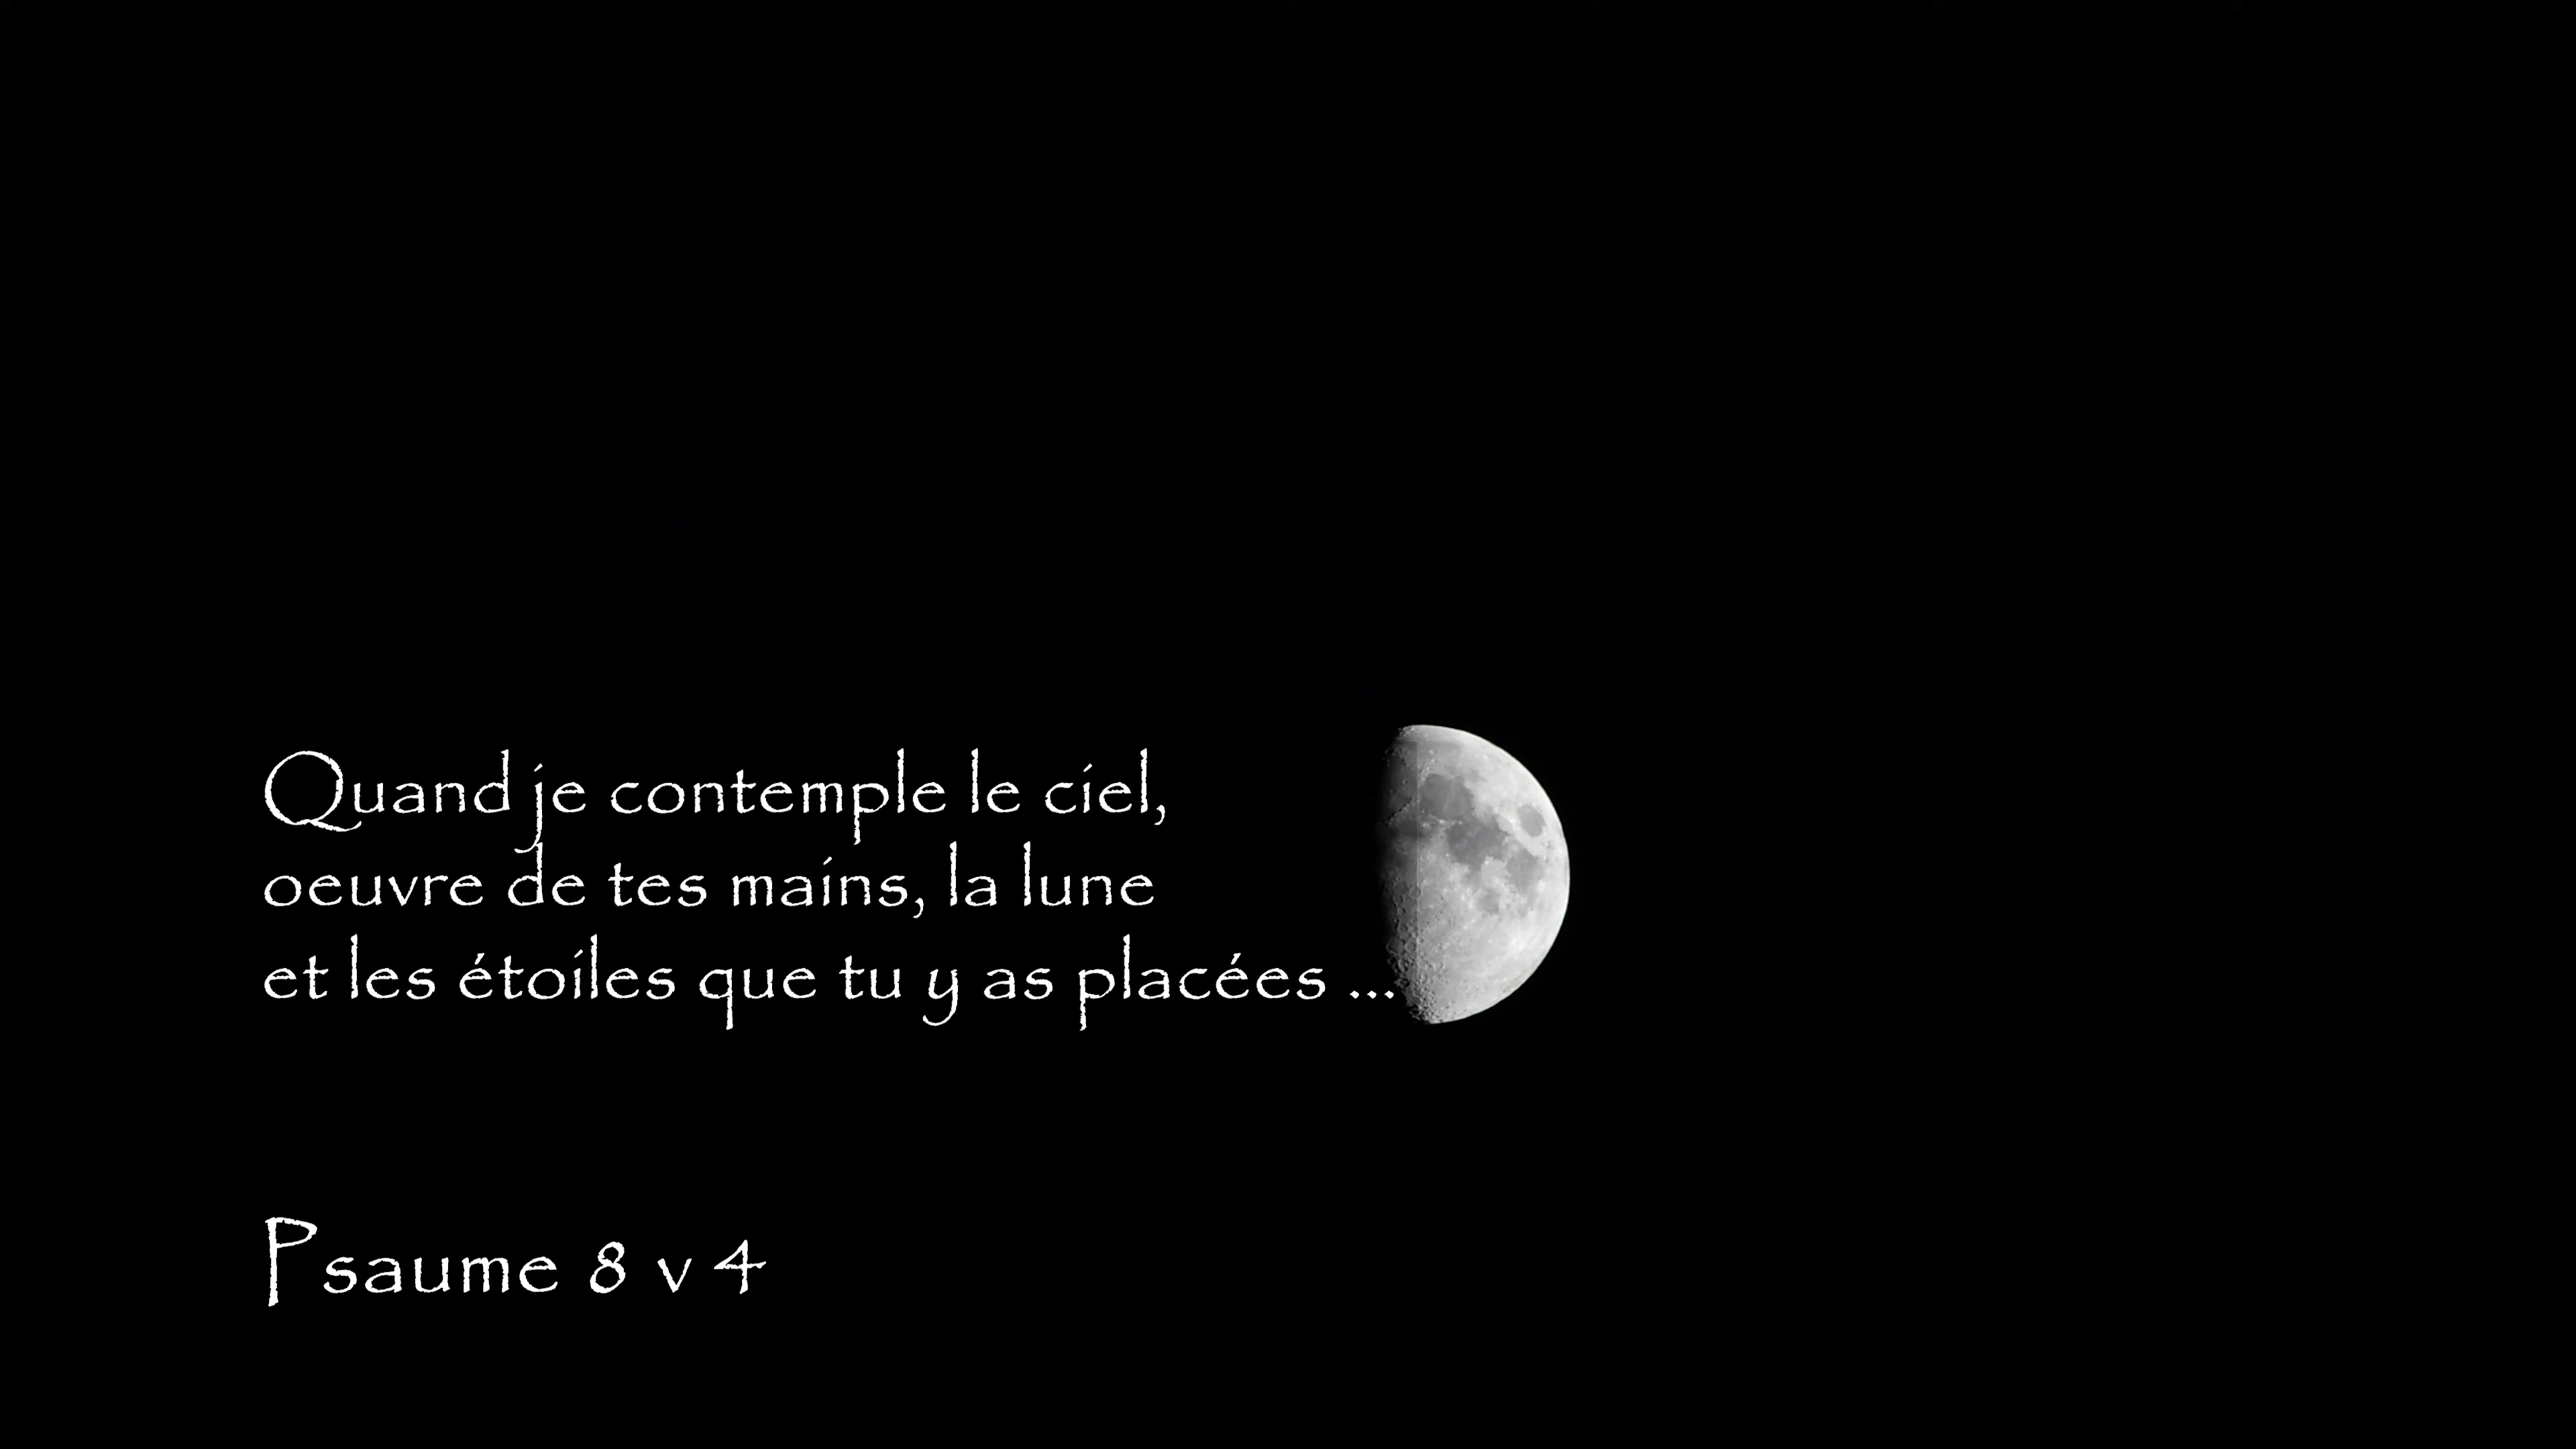 Quand je contemple le ciel,
oeuvre de tes mains, la lune
et les étoiles que tu y as placées ...
Psaume 8 v 4